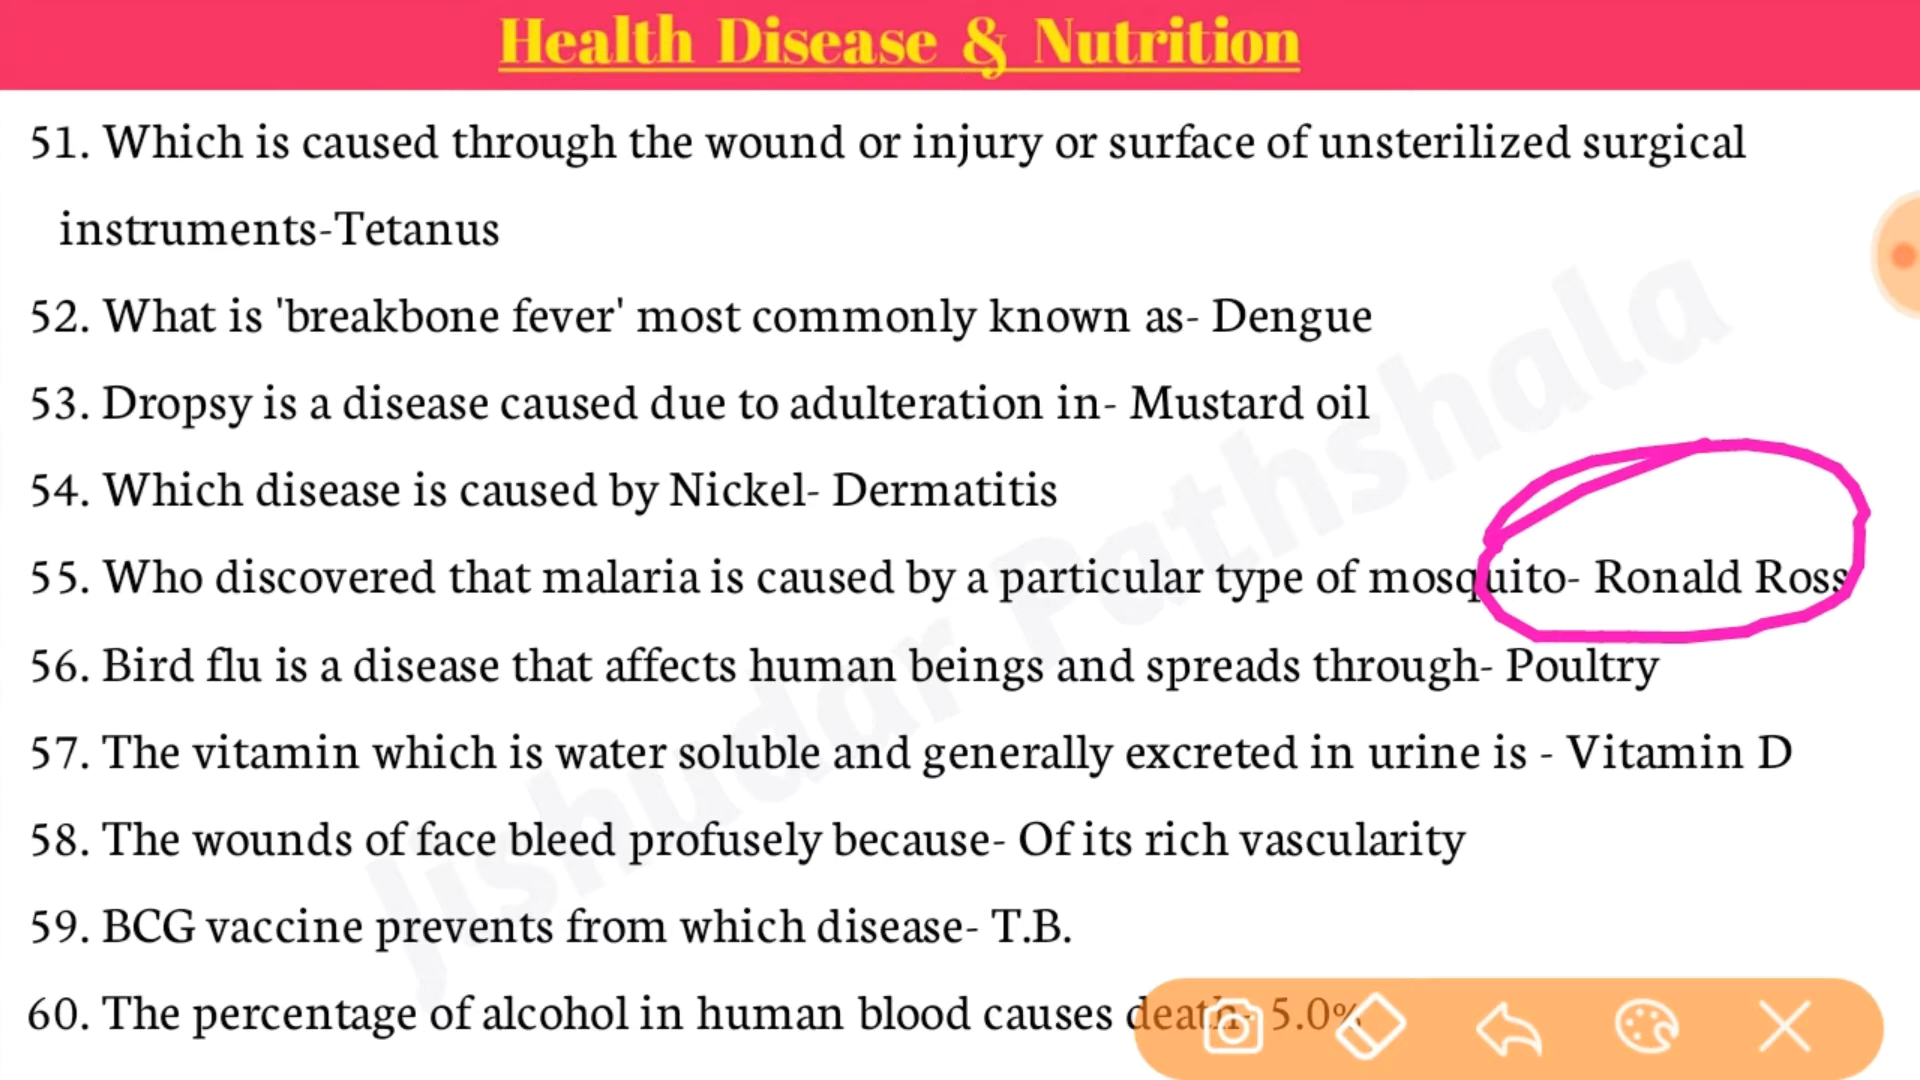 Health Disease & Nutrition
51. Which is caused through the wound or injury or surface of unsterilized surgical
instruments-Tetanus
52. What is 'breakbone fever' most commonly known as- Dengue
53. Dropsy is a disease caused due to adulteration in- Mustard oil
54. Which disease is caused by Nickel- Dermatitis
55. Who discovered that malaria is caused by a particular type of mosquito- Ronald Ross
56. Bird flu is a disease that affects human beings and spreads through- Poultry
57. The vitamin which is water soluble and generally excreted in urine is - Vitamin D
58. The wounds of face bleed profusely because- Of its rich vascularity
59. BCG vaccine prevents from which disease- T.B.
60. The percentage of alcohol in human blood causes death- 5.0%
Jishudar Pathshala